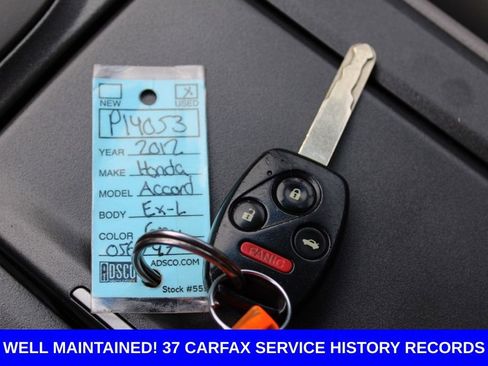 NEW USED
P14053
YEAR 2012
MAKE Honda
MODEL Accord
BODY Ex-L
COLOR
ADSCO ADSCO.COM
Stock #55
PANIC
WELL MAINTAINED! 37 CARFAX SERVICE HISTORY RECORDS